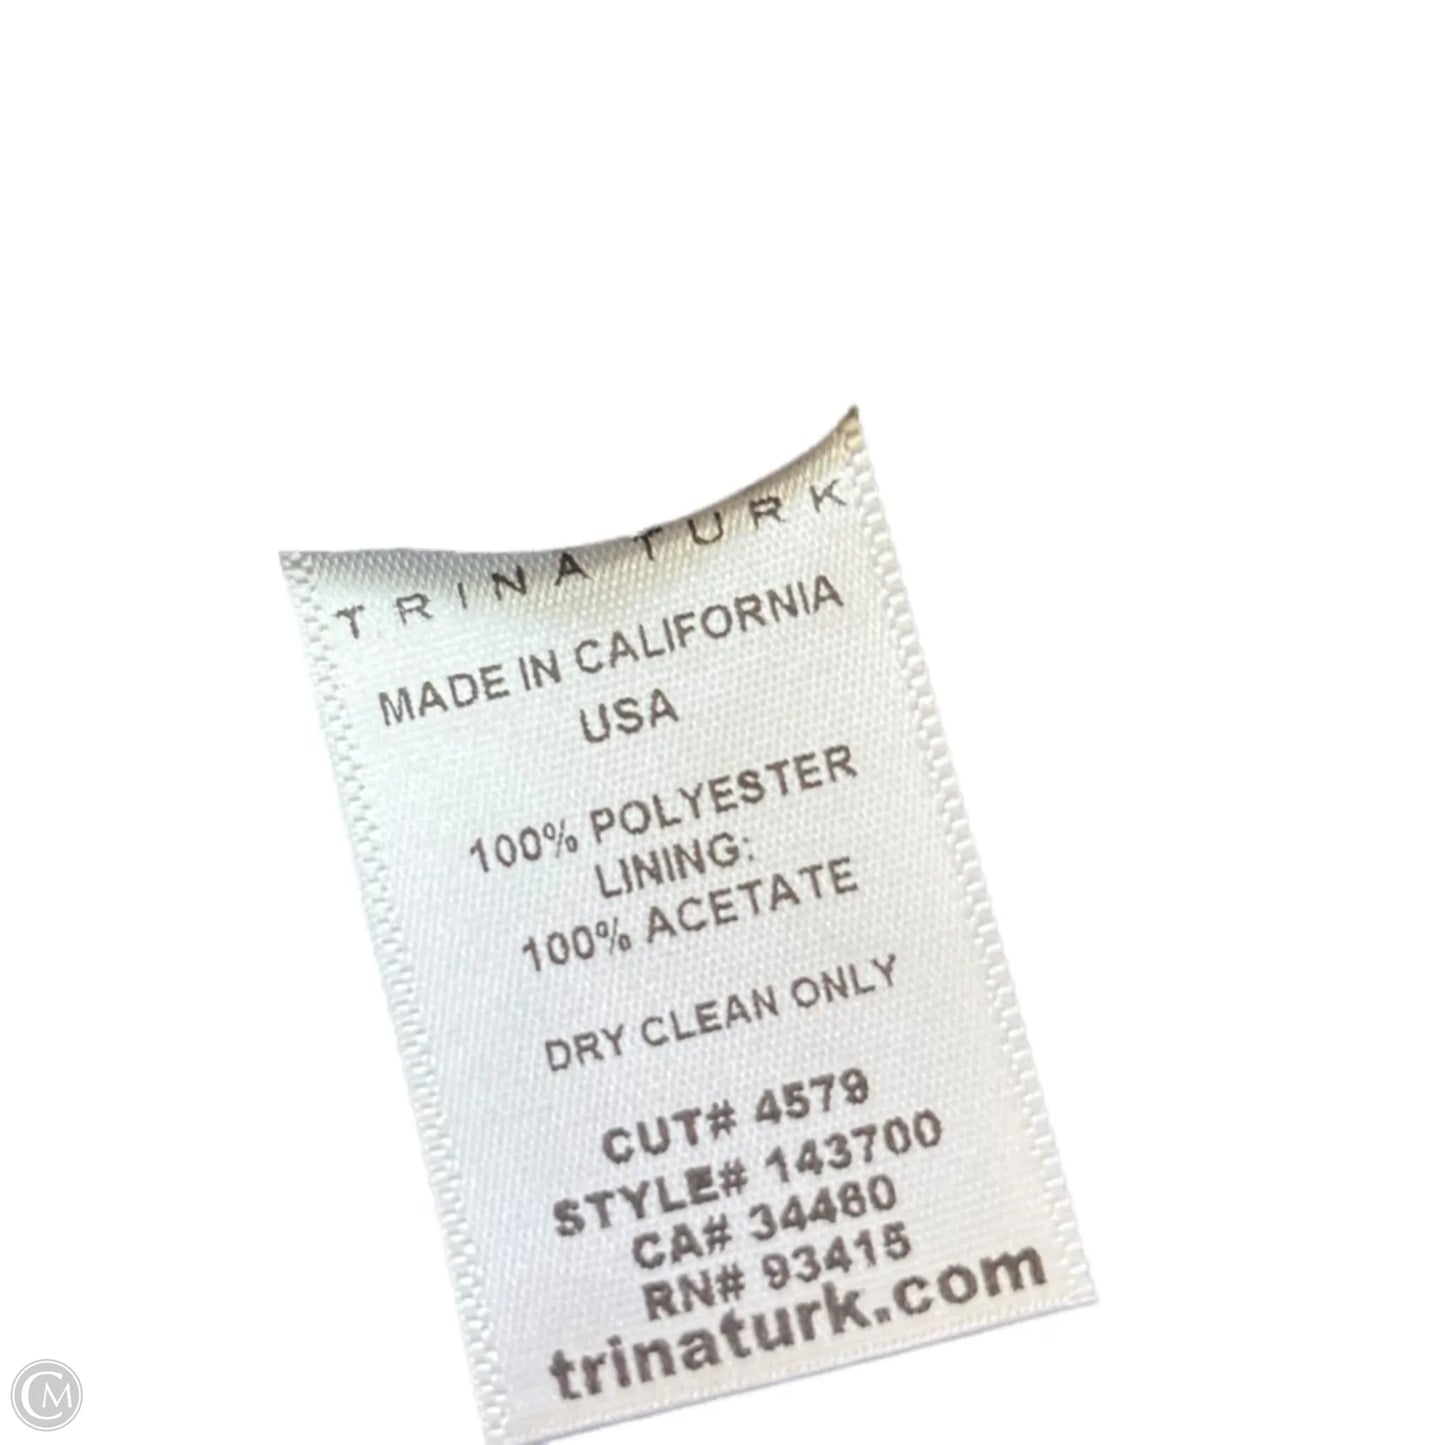 TRINA TURK
MADE IN CALIFORNIA
USA
100% POLYESTER
LINING:
100% ACETATE
DRY CLEAN ONLY
CUT# 4579
STYLE# 143700
CA# 34460
RN# 93415
trinaturk.com
CM